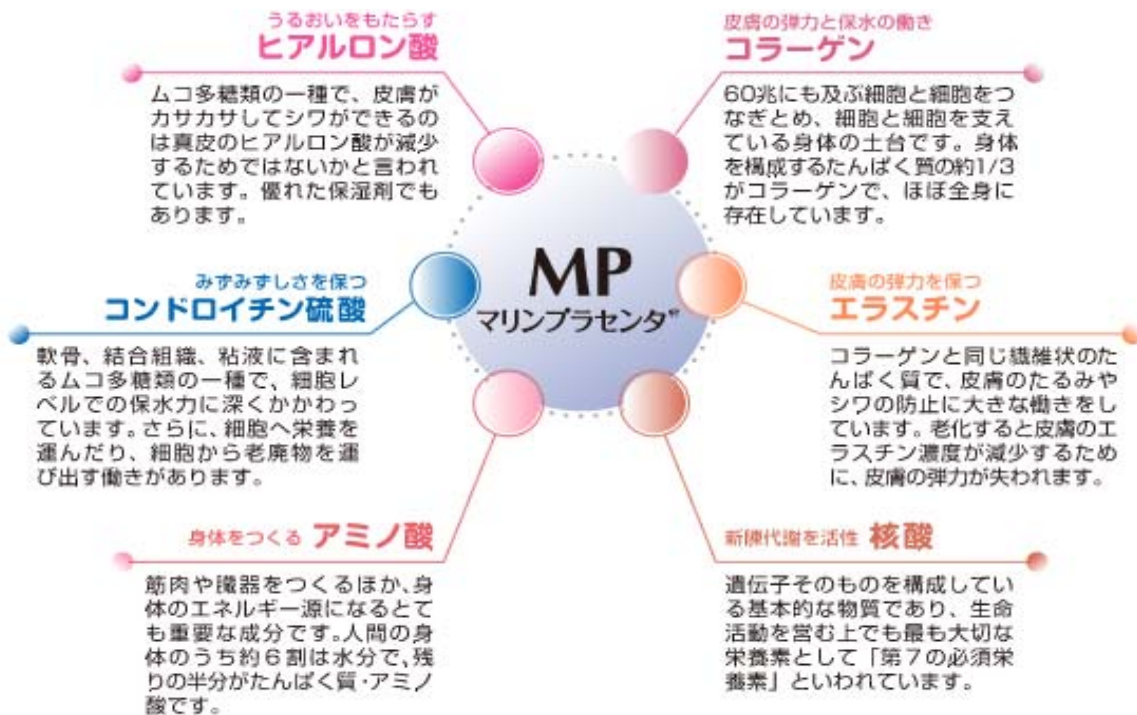 うるおいをもたらす
ヒアルロン酸
ムコ多糖類の一種で、皮膚が
カサカサしてシワができるの
は真皮のヒアルロン酸が減少
するためではないかと言われ
ています。優れた保湿剤でも
あります。
皮膚の弾力と保水の働き
コラーゲン
60兆にも及ぶ細胞と細胞をつ
なぎとめ、細胞と細胞を支え
ている身体の土台です。身体
を構成するたんぱく質の約1/3
がコラーゲンで、ほぼ全身に
存在しています。
MP
マリンプラセンタ®
みずみずしさを保つ
コンドロイチン硫酸
軟骨、結合組織、粘液に含まれ
るムコ多糖類の一種で、細胞レ
ベルでの保水力に深くかかわっ
ています。さらに、細胞へ栄養を
運んだり、細胞から老廃物を運
び出す働きがあります。
皮膚の弾力を保つ
エラスチン
コラーゲンと同じ繊維状のた
んぱく質で、皮膚のたるみや
シワの防止に大きな働きをし
ています。老化すると皮膚のエ
ラスチン濃度が減少するため
に、皮膚の弾力が失われます。
身体をつくる アミノ酸
筋肉や臓器をつくるほか、身
体のエネルギー源になるとて
も重要な成分です。人間の身
体のうち約6割は水分で、残
りの半分がたんぱく質・アミノ
酸です。
新陳代謝を活性 核酸
遺伝子そのものを構成してい
る基本的な物質であり、生命
活動を営む上でも最も大切な
栄養素として「第7の必須栄
養素」といわれています。